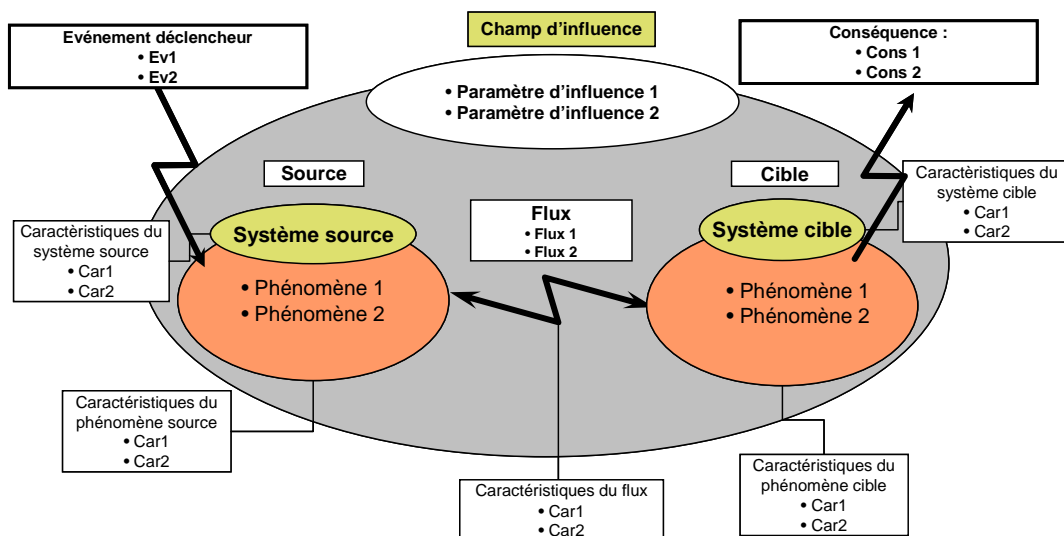 Evénement déclencheur
• Ev1
• Ev2
Champ d'influence
• Paramètre d'influence 1
• Paramètre d'influence 2
Conséquence :
• Cons 1
• Cons 2
Source
Cible
Caractèristiques du
système cible
• Car1
• Car2
Caractèristiques du
système source
• Car1
• Car2
Système source
Flux
• Flux 1
• Flux 2
Système cible
• Phénomène 1
• Phénomène 2
• Phénomène 1
• Phénomène 2
Caractéristiques du
phénomène source
• Car1
• Car2
Caractéristiques du flux
• Car1
• Car2
Caractéristiques du
phénomène cible
• Car1
• Car2